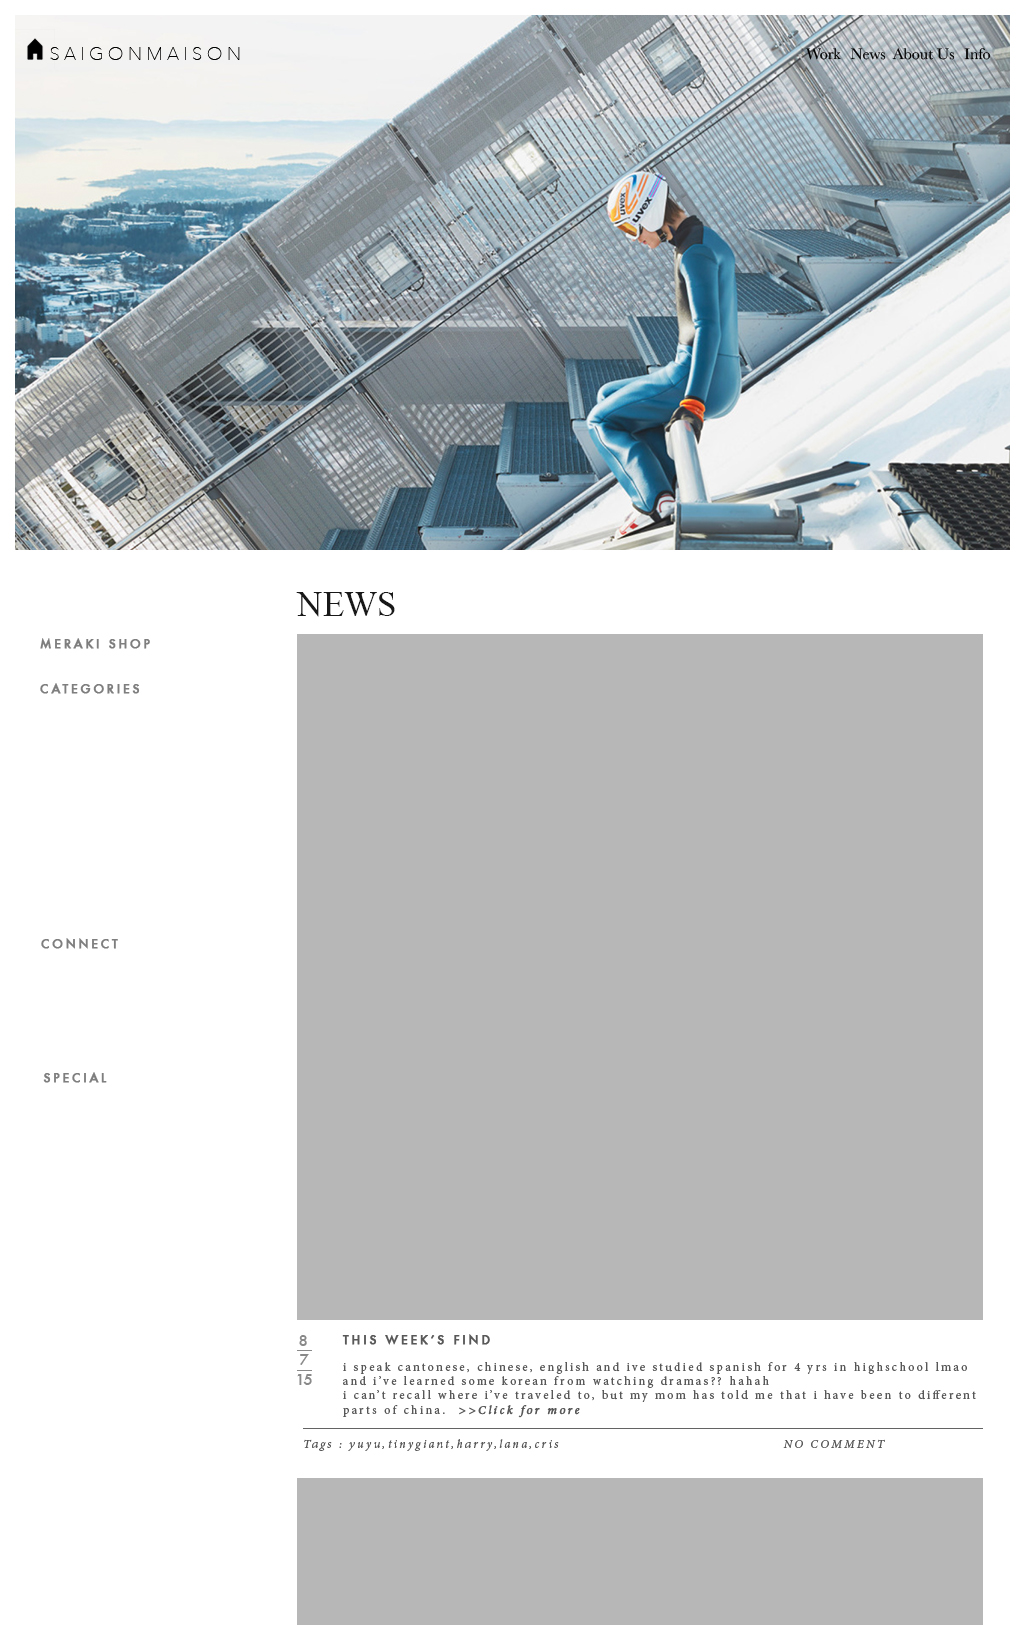 SAIGONMAISON
Work News About Us Info
uvex
uvex
NEWS
MERAKI SHOP
CATEGORIES
CONNECT
SPECIAL
8
7
15
THIS WEEK'S FIND
i speak cantonese, chinese, english and ive studied spanish for 4 yrs in highschool lmao
and i've learned some korean from watching dramas?? hahah
i can't recall where i've traveled to, but my mom has told me that i have been to different
parts of china. >>Click for more
Tags : yuyu,tinygiant,harry,lana,cris
NO COMMENT